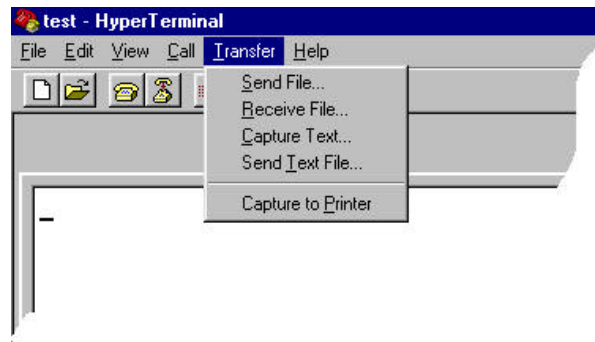 test - HyperTerminal
File Edit View Call Transfer Help
Send File...
Receive File...
Capture Text...
Send Text File...
Capture to Printer